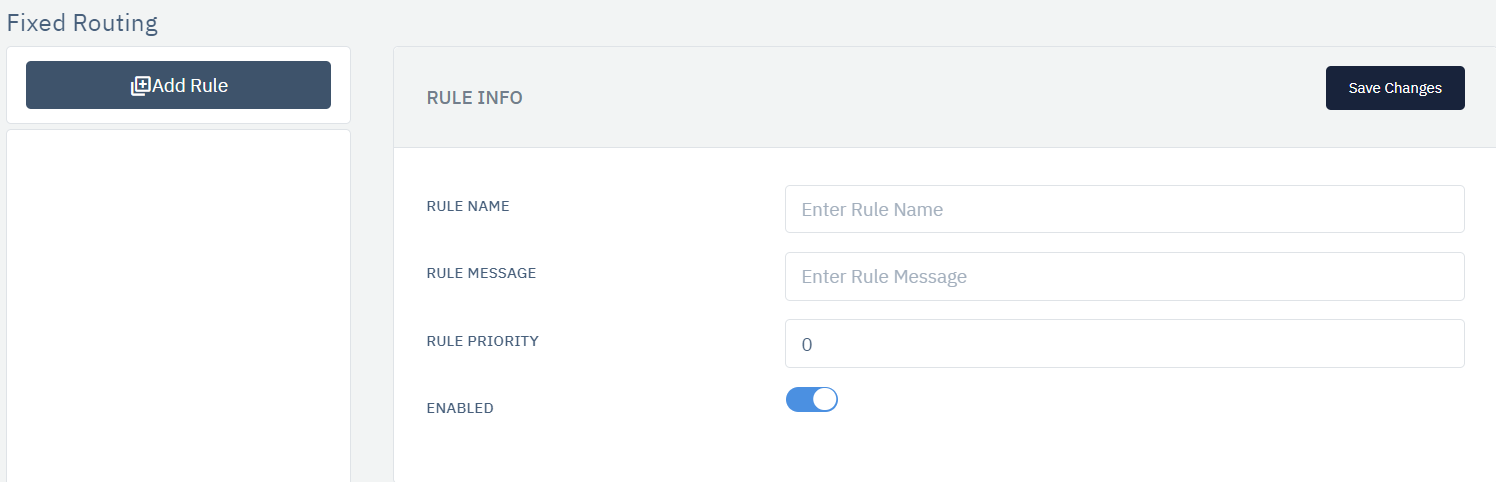 Fixed Routing
Add Rule
RULE INFO
Save Changes
RULE NAME
Enter Rule Name
RULE MESSAGE
Enter Rule Message
RULE PRIORITY
0
ENABLED